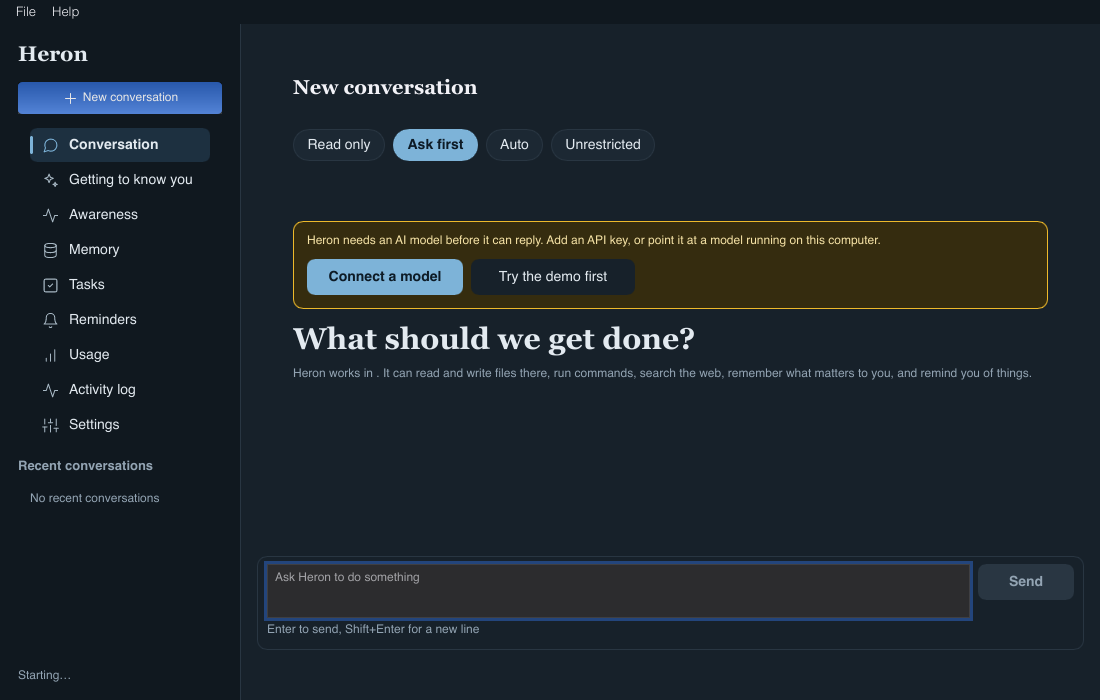 File Help
Heron
New conversation
Conversation
Getting to know you
Awareness
Memory
Tasks
Reminders
Usage
Activity log
Settings
Recent conversations
No recent conversations
Starting...
New conversation
Read only Ask first Auto Unrestricted
Heron needs an AI model before it can reply. Add an API key, or point it at a model running on this computer.
Connect a model Try the demo first
What should we get done?
Heron works in . It can read and write files there, run commands, search the web, remember what matters to you, and remind you of things.
Ask Heron to do something
Send
Enter to send, Shift+Enter for a new line